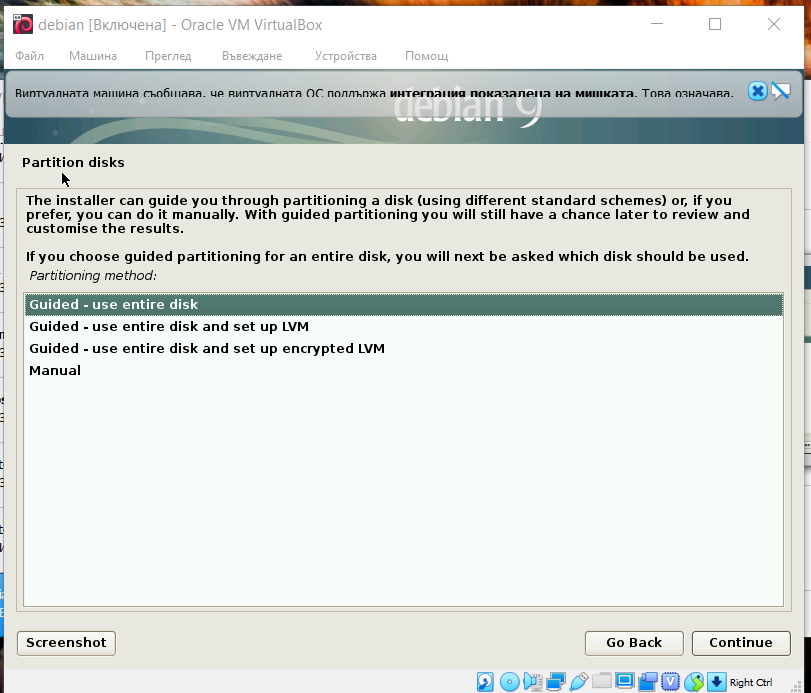 debian [Включена] - Oracle VM VirtualBox
Файл Машина Преглед Въвеждане Устройства Помощ
Виртуалната машина съобщава, че виртуалната ОС поддържа интеграция показалеца на мишката. Това означава,
debian 9
Partition disks
The installer can guide you through partitioning a disk (using different standard schemes) or, if you
prefer, you can do it manually. With guided partitioning you will still have a chance later to review and
customise the results.
If you choose guided partitioning for an entire disk, you will next be asked which disk should be used.
Partitioning method:
Guided - use entire disk
Guided - use entire disk and set up LVM
Guided - use entire disk and set up encrypted LVM
Manual
Screenshot Go Back Continue
Right Ctrl